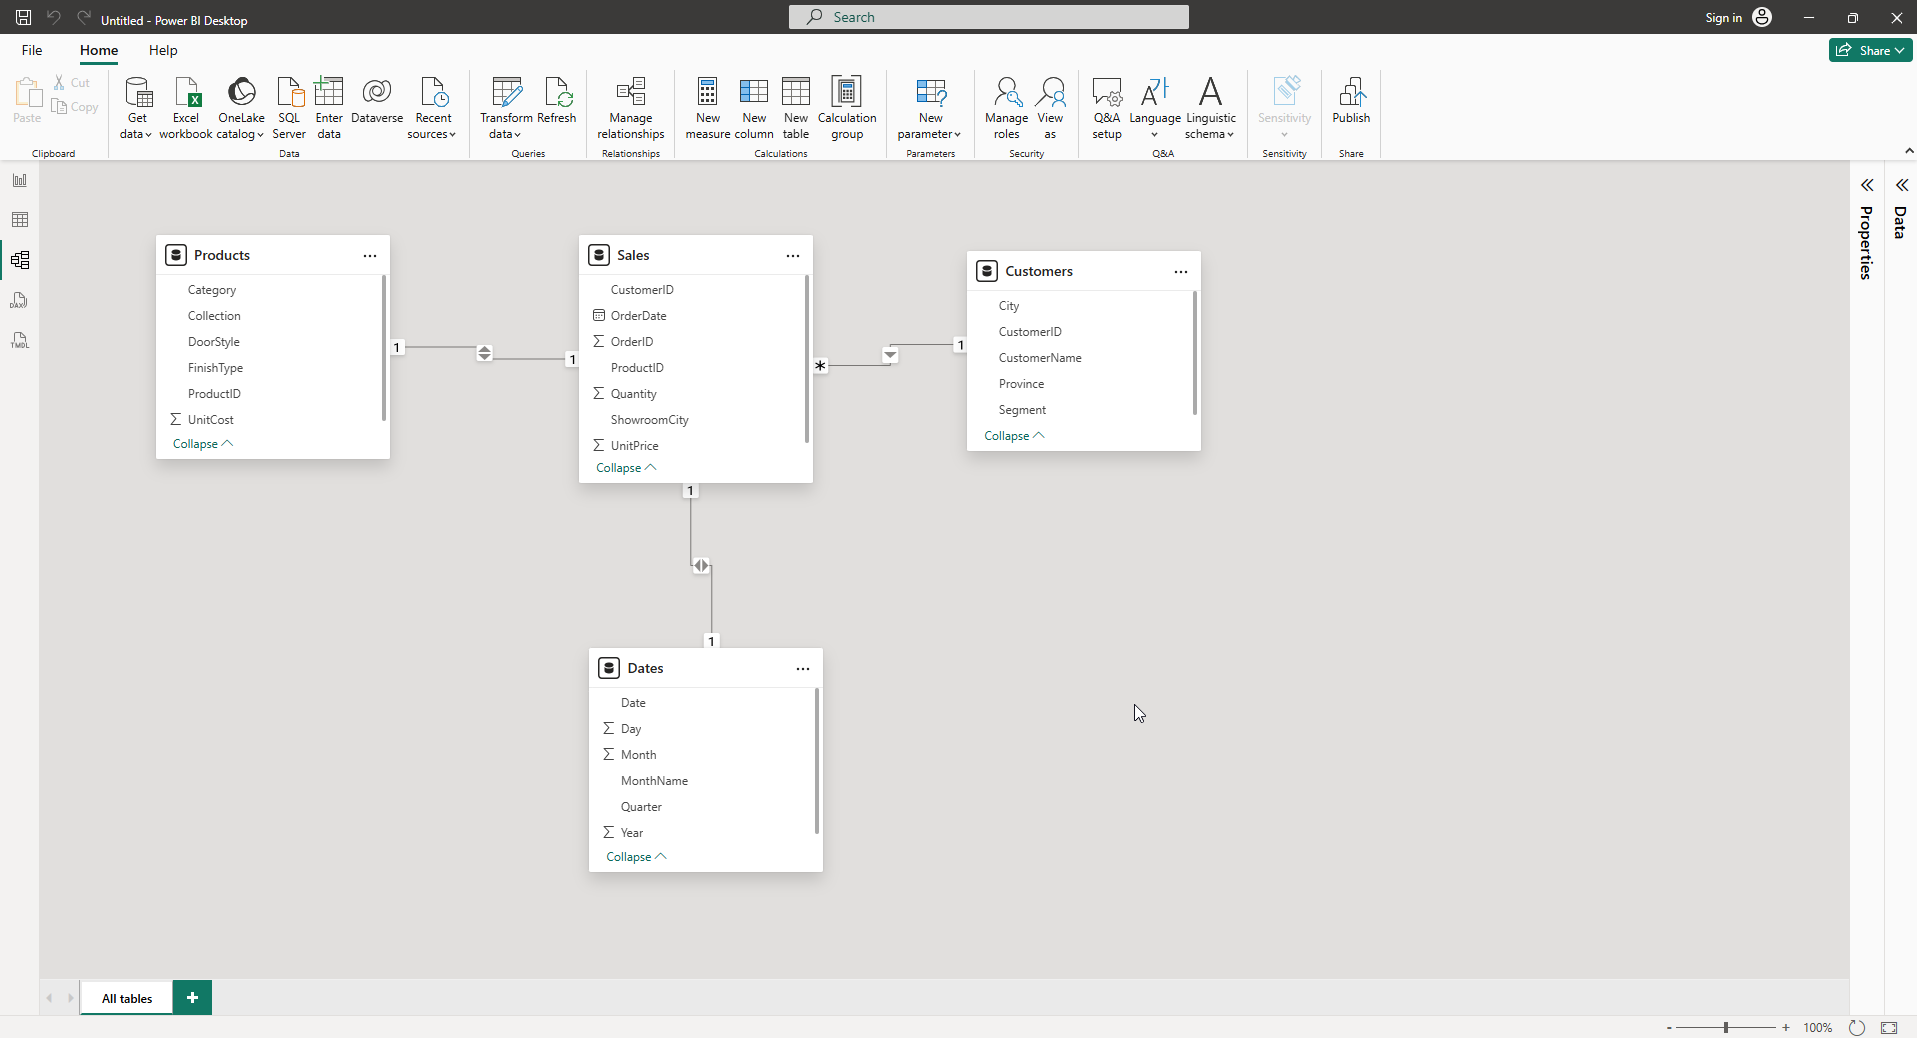 Untitled - Power BI Desktop
Search
Sign in
File
Home
Help
Share
Paste
Cut
Copy
Clipboard
Get data
Excel workbook
OneLake catalog
SQL Server
Enter data
Dataverse
Recent sources
Data
Transform data
Refresh
Queries
Manage relationships
Relationships
New measure
New column
New table
Calculation group
Calculations
New parameter
Parameters
Manage roles
View as
Security
Q&A setup
Language
Linguistic schema
Q&A
Sensitivity
Sensitivity
Publish
Share
DAX
TMDL
Products
Category
Collection
DoorStyle
FinishType
ProductID
UnitCost
Collapse
1
1
Sales
CustomerID
OrderDate
OrderID
ProductID
Quantity
ShowroomCity
UnitPrice
Collapse
*
1
Customers
City
CustomerID
CustomerName
Province
Segment
Collapse
1
1
Dates
Date
Day
Month
MonthName
Quarter
Year
Collapse
Properties
Data
All tables
+
- + 100%